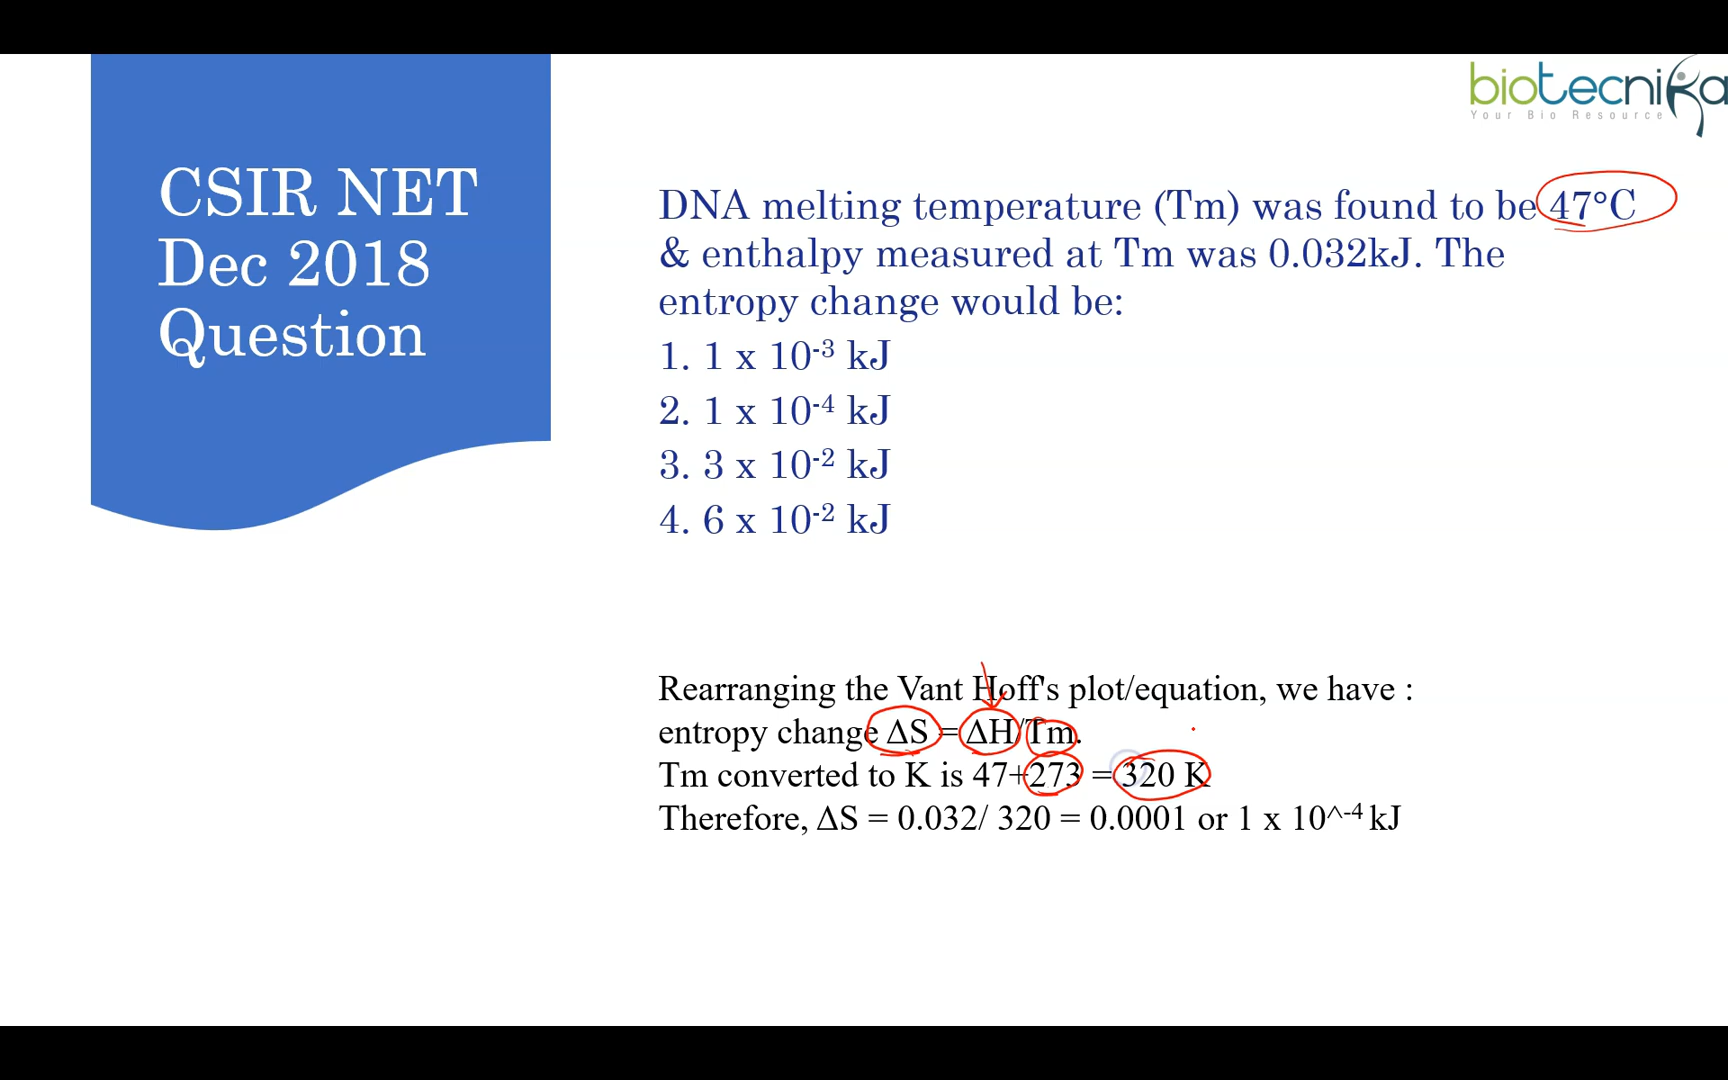 biotecnika
Your Bio Resource
CSIR NET
Dec 2018
Question
DNA melting temperature (Tm) was found to be 47°C
& enthalpy measured at Tm was 0.032kJ. The
entropy change would be:
1. 1 x 10⁻³ kJ
2. 1 x 10⁻⁴ kJ
3. 3 x 10⁻² kJ
4. 6 x 10⁻² kJ
Rearranging the Vant Hoff's plot/equation, we have :
entropy change ΔS = ΔH/Tm.
Tm converted to K is 47+273 = 320 K
Therefore, ΔS = 0.032/ 320 = 0.0001 or 1 x 10^⁻⁴ kJ